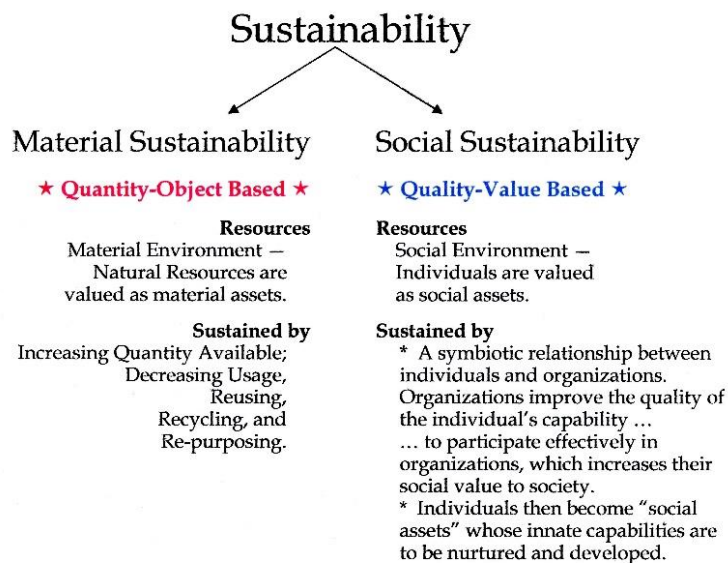 Sustainability
Material Sustainability
★ Quantity-Object Based ★
Resources
Material Environment —
Natural Resources are
valued as material assets.
Sustained by
Increasing Quantity Available;
Decreasing Usage,
Reusing,
Recycling, and
Re-purposing.
Social Sustainability
★ Quality-Value Based ★
Resources
Social Environment —
Individuals are valued
as social assets.
Sustained by
* A symbiotic relationship between
individuals and organizations.
Organizations improve the quality of
the individual's capability ...
... to participate effectively in
organizations, which increases their
social value to society.
* Individuals then become “social
assets” whose innate capabilities are
to be nurtured and developed.